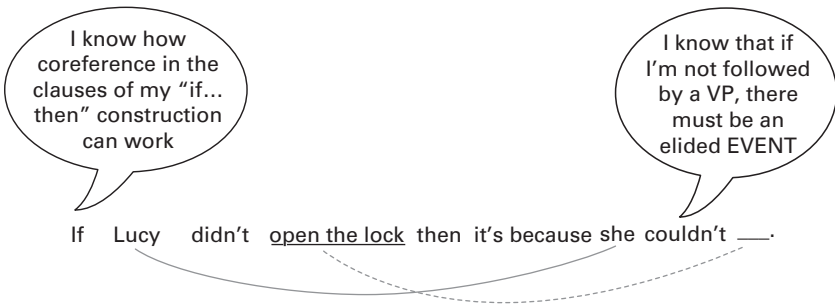 I know how
coreference in the
clauses of my “if...
then” construction
can work
I know that if
I'm not followed
by a VP, there
must be an
elided EVENT
If Lucy didn't open the lock then it's because she couldn't ___.